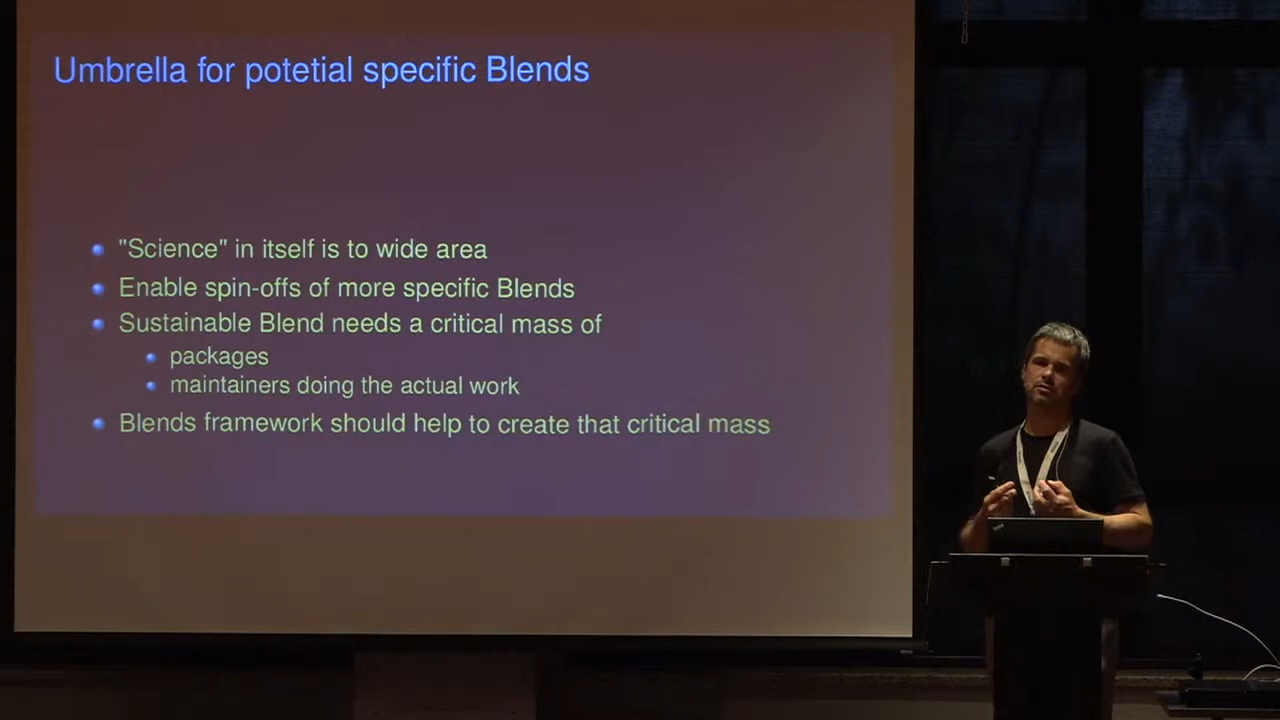 Umbrella for potetial specific Blends
"Science" in itself is to wide area
Enable spin-offs of more specific Blends
Sustainable Blend needs a critical mass of
packages
maintainers doing the actual work
Blends framework should help to create that critical mass